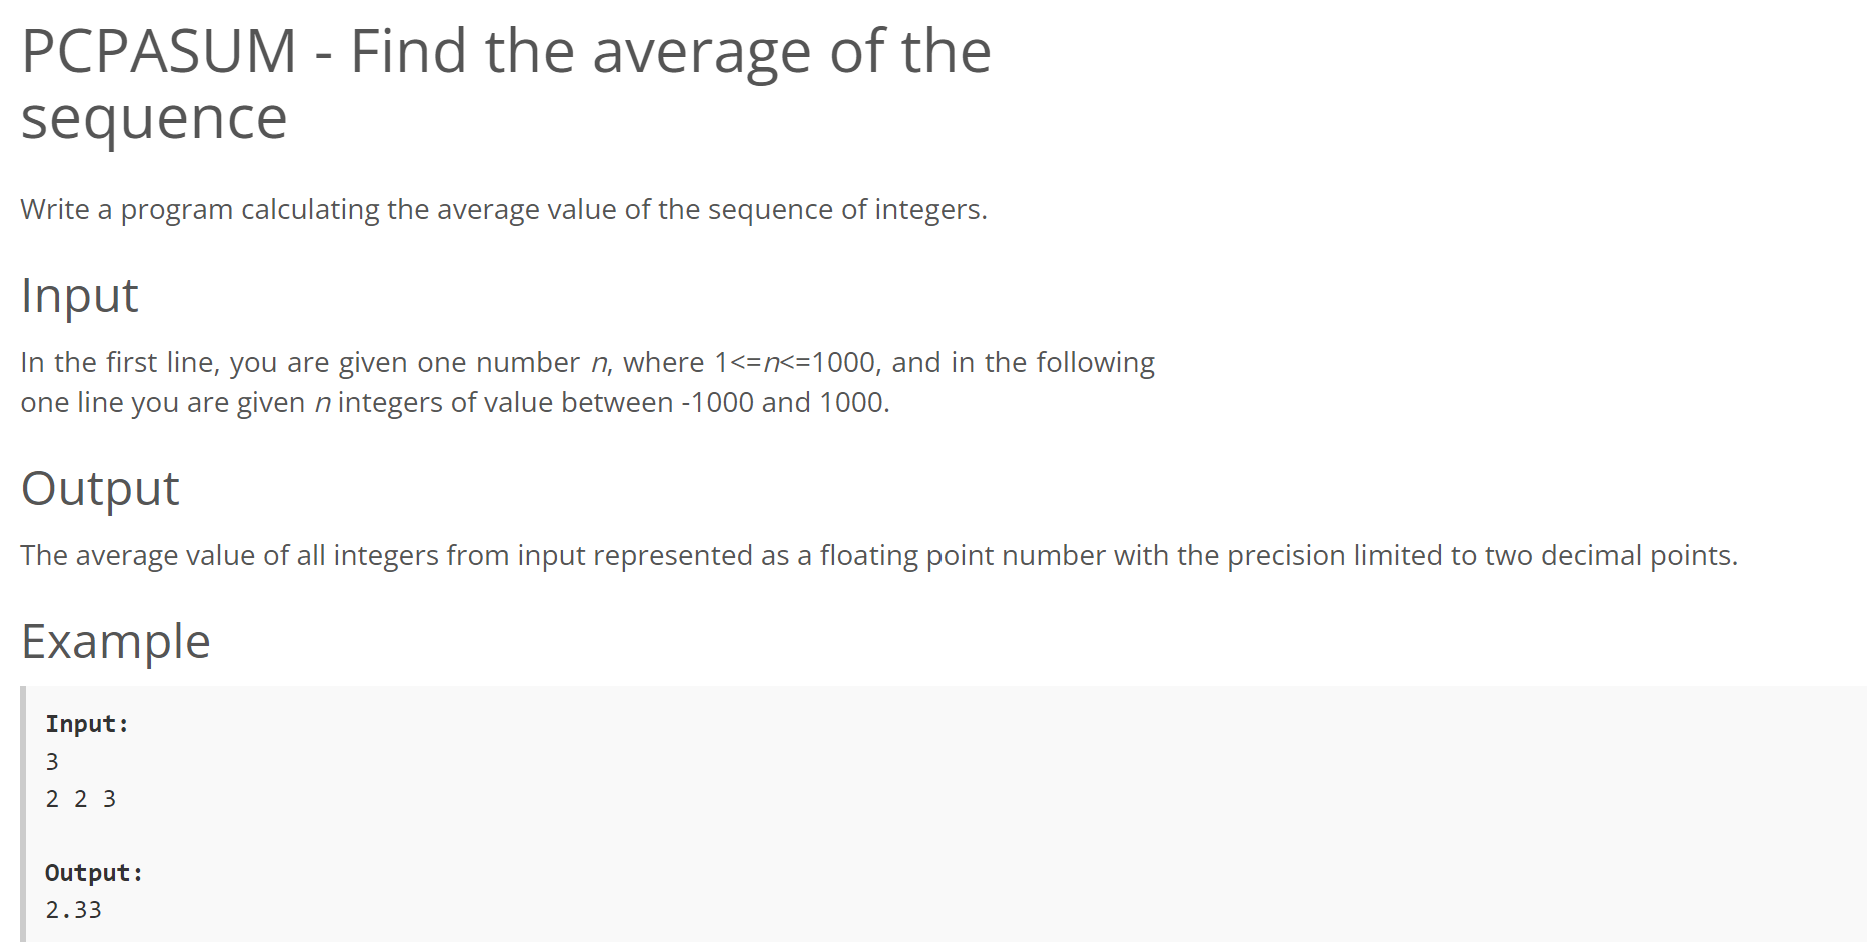 PCPASUM - Find the average of the
sequence
Write a program calculating the average value of the sequence of integers.
Input
In the first line, you are given one number n, where 1<=n<=1000, and in the following
one line you are given n integers of value between -1000 and 1000.
Output
The average value of all integers from input represented as a floating point number with the precision limited to two decimal points.
Example
Input:
3
2 2 3
Output:
2.33